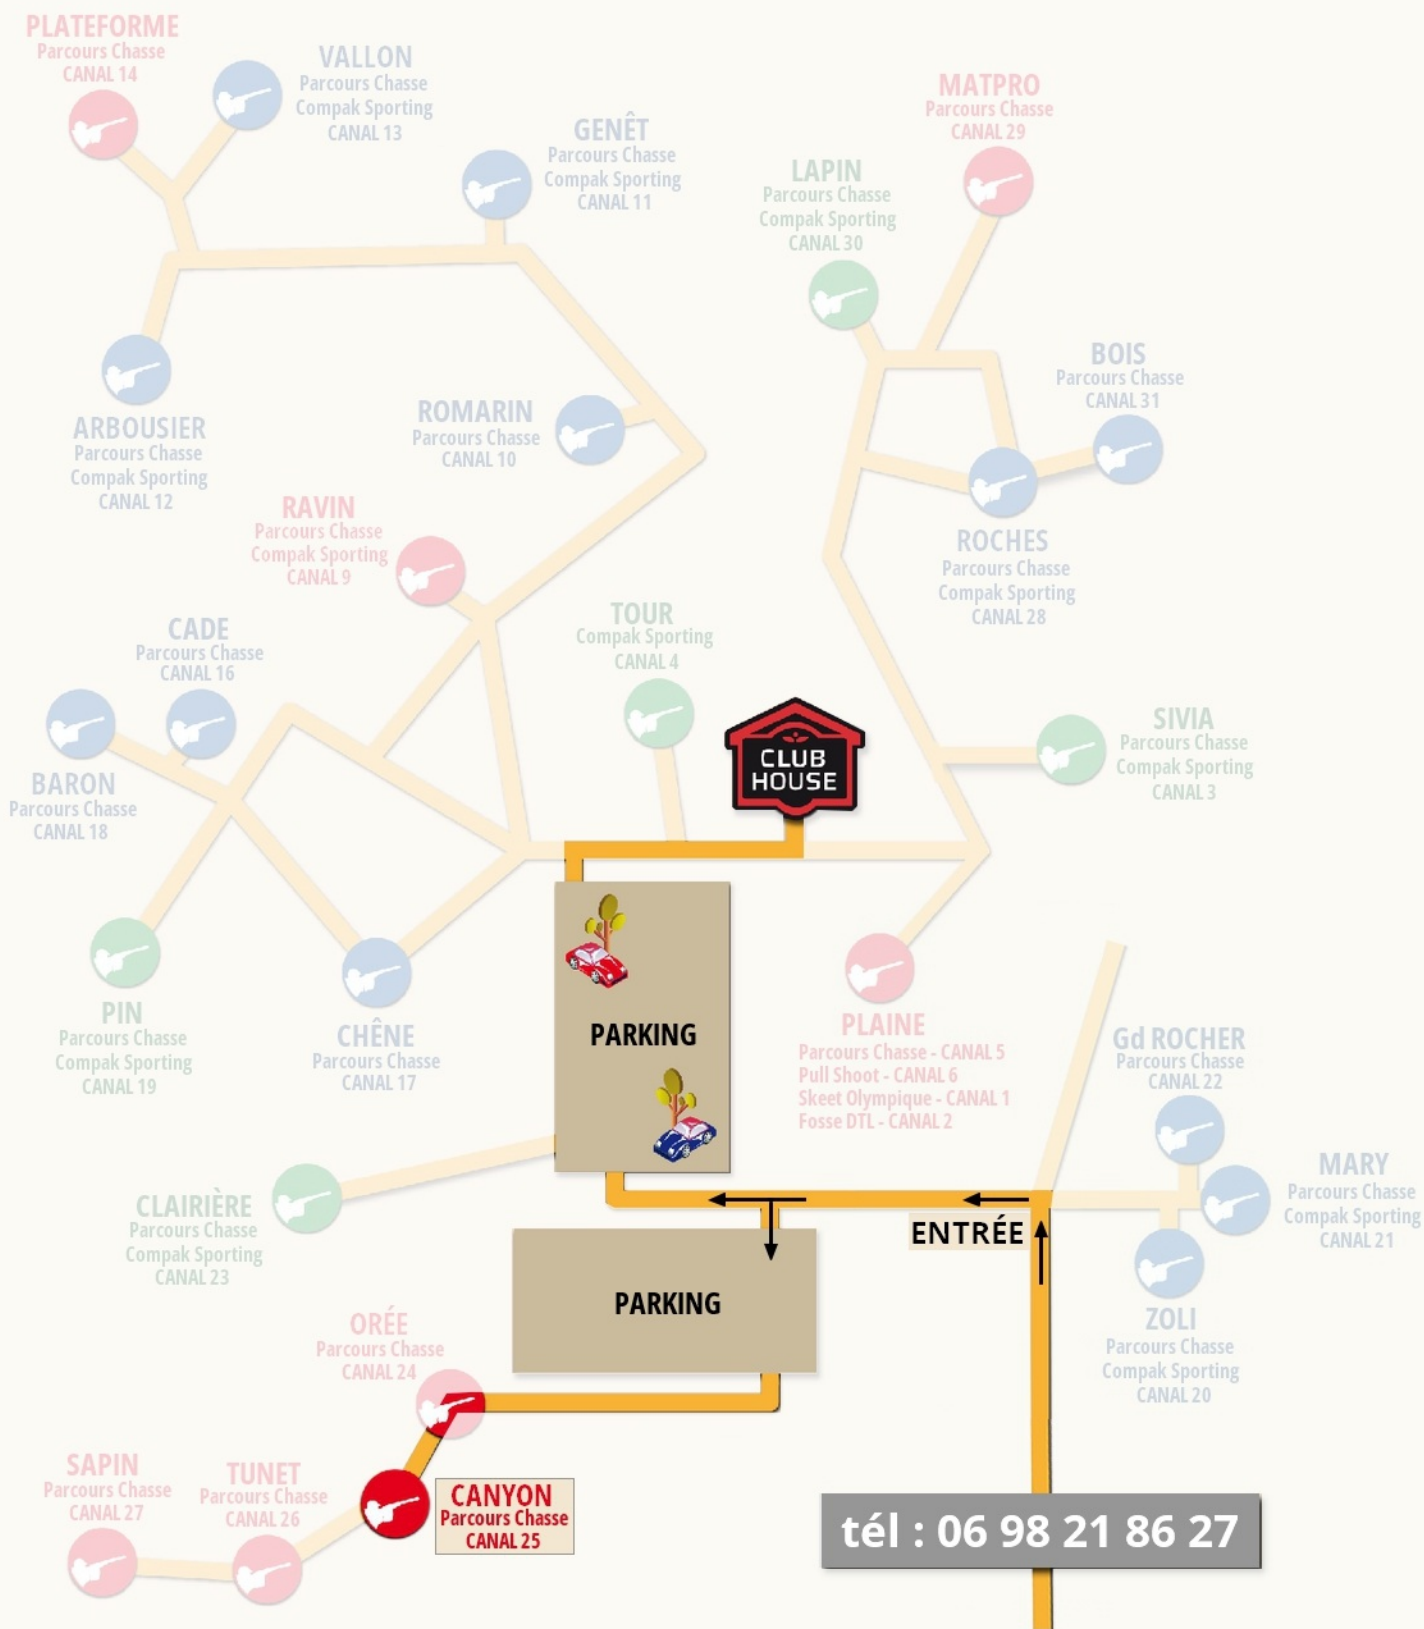 PLATEFORME
Parcours Chasse
CANAL 14
VALLON
Parcours Chasse
Compak Sporting
CANAL 13
GENÊT
Parcours Chasse
Compak Sporting
CANAL 11
MATPRO
Parcours Chasse
CANAL 29
LAPIN
Parcours Chasse
Compak Sporting
CANAL 30
BOIS
Parcours Chasse
CANAL 31
ARBOUSIER
Parcours Chasse
Compak Sporting
CANAL 12
ROMARIN
Parcours Chasse
CANAL 10
RAVIN
Parcours Chasse
Compak Sporting
CANAL 9
ROCHES
Parcours Chasse
Compak Sporting
CANAL 28
CADE
Parcours Chasse
CANAL 16
TOUR
Compak Sporting
CANAL 4
CLUB
HOUSE
SIVIA
Parcours Chasse
Compak Sporting
CANAL 3
BARON
Parcours Chasse
CANAL 18
PIN
Parcours Chasse
Compak Sporting
CANAL 19
CHÊNE
Parcours Chasse
CANAL 17
PARKING
PLAINE
Parcours Chasse - CANAL 5
Pull Shoot - CANAL 6
Skeet Olympique - CANAL 1
Fosse DTL - CANAL 2
Gd ROCHER
Parcours Chasse
CANAL 22
MARY
Parcours Chasse
Compak Sporting
CANAL 21
CLAIRIÈRE
Parcours Chasse
Compak Sporting
CANAL 23
ENTRÉE
PARKING
ZOLI
Parcours Chasse
Compak Sporting
CANAL 20
ORÉE
Parcours Chasse
CANAL 24
SAPIN
Parcours Chasse
CANAL 27
TUNET
Parcours Chasse
CANAL 26
CANYON
Parcours Chasse
CANAL 25
tél : 06 98 21 86 27